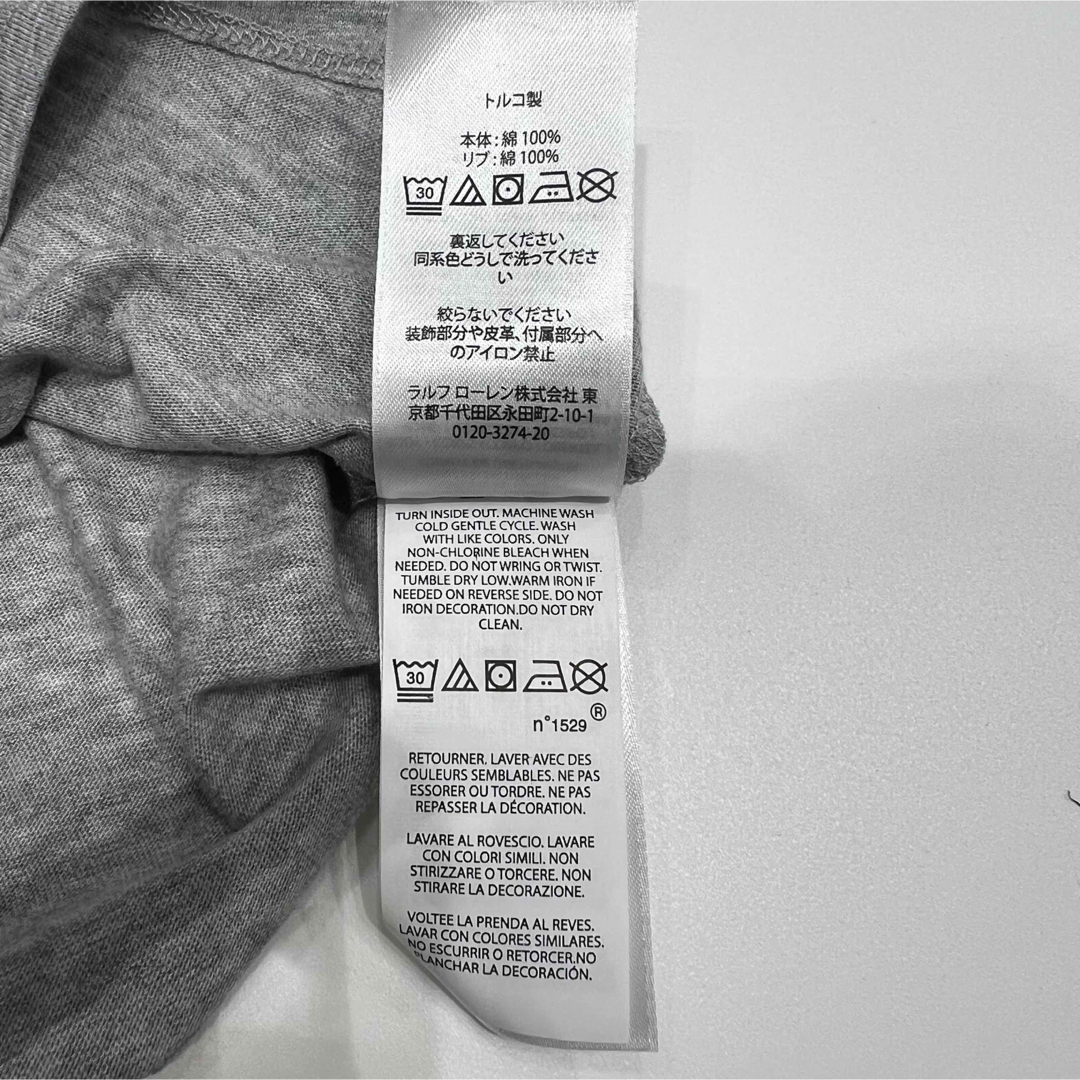 トルコ製
本体 : 綿 100%
リブ : 綿 100%
30
裏返してください
同系色どうしで洗ってくださ
い
絞らないでください
装飾部分や皮革、付属部分へ
のアイロン禁止
ラルフ ローレン株式会社 東
京都千代田区永田町2-10-1
0120-3274-20
TURN INSIDE OUT. MACHINE WASH
COLD GENTLE CYCLE. WASH
WITH LIKE COLORS. ONLY
NON-CHLORINE BLEACH WHEN
NEEDED. DO NOT WRING OR TWIST.
TUMBLE DRY LOW.WARM IRON IF
NEEDED ON REVERSE SIDE. DO NOT
IRON DECORATION.DO NOT DRY
CLEAN.
30
n°1529 ®
RETOURNER. LAVER AVEC DES
COULEURS SEMBLABLES. NE PAS
ESSORER OU TORDRE. NE PAS
REPASSER LA DÉCORATION.
LAVARE AL ROVESCIO. LAVARE
CON COLORI SIMILI. NON
STIRIZZARE O TORCERE. NON
STIRARE LA DECORAZIONE.
VOLTEE LA PRENDA AL REVES.
LAVAR CON COLORES SIMILARES.
NO ESCURRIR O RETORCER.NO
PLANCHAR LA DECORACIÓN.